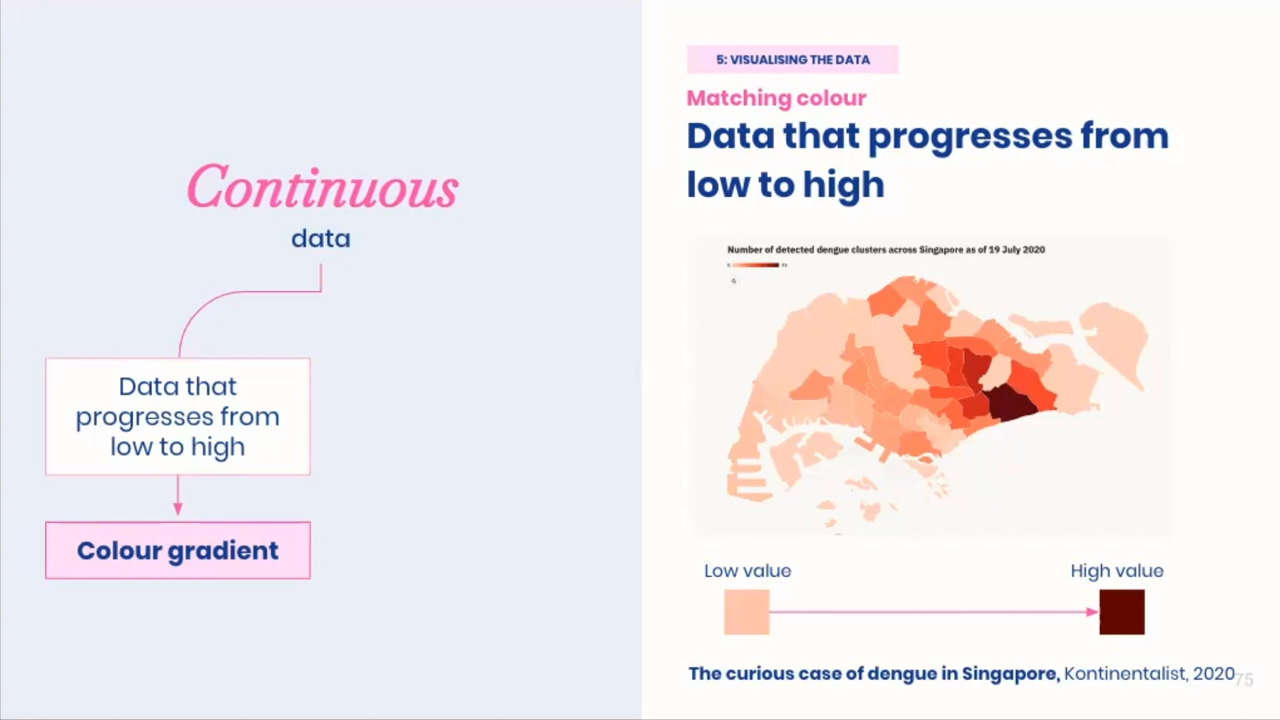 Continuous
data
Data that
progresses from
low to high
Colour gradient
5: VISUALISING THE DATA
Matching colour
Data that progresses from
low to high
Number of detected dengue clusters across Singapore as of 19 July 2020
Low value
High value
The curious case of dengue in Singapore, Kontinentalist, 2020
75